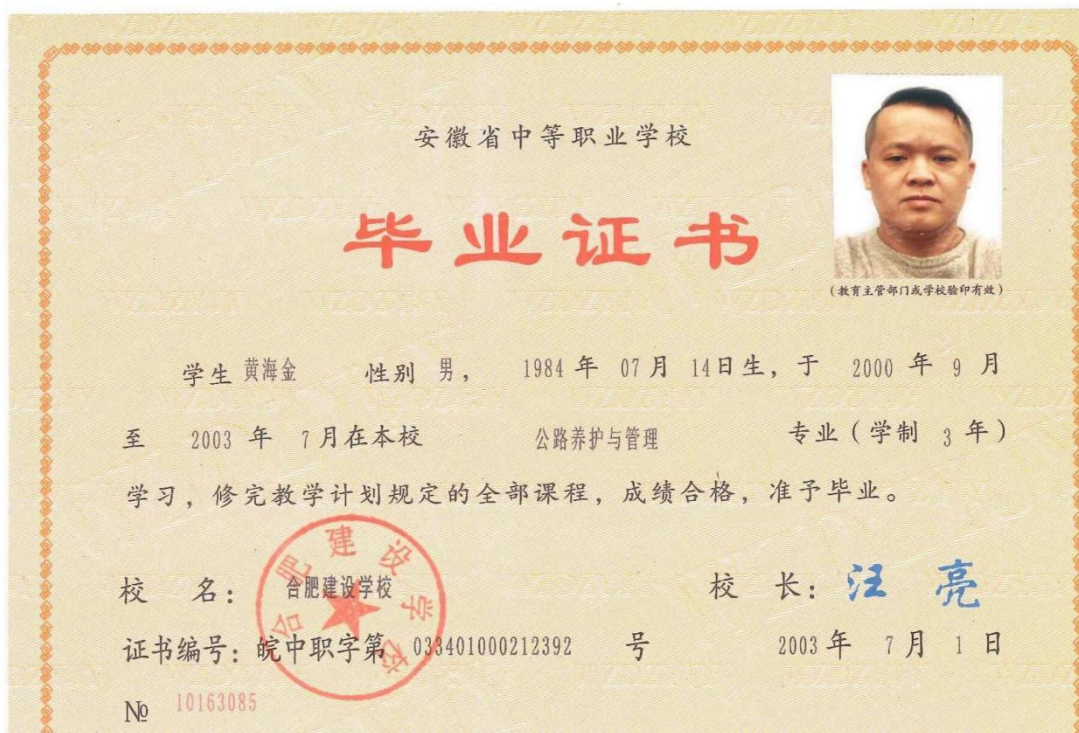 安徽省中等职业学校
毕业证书
(教育主管部门或学校验印有效)
学生 黄海金 性别 男， 1984 年 07 月 14日生，于 2000 年 9 月
至 2003 年 7 月在本校 公路养护与管理 专业（学制 3 年）
学习，修完教学计划规定的全部课程，成绩合格，准予毕业。
合肥建设学校
校 名： 合肥建设学校 校 长：汪 亮
证书编号：皖中职字第 033401000212392 号 2003 年 7 月 1 日
№ 10163085